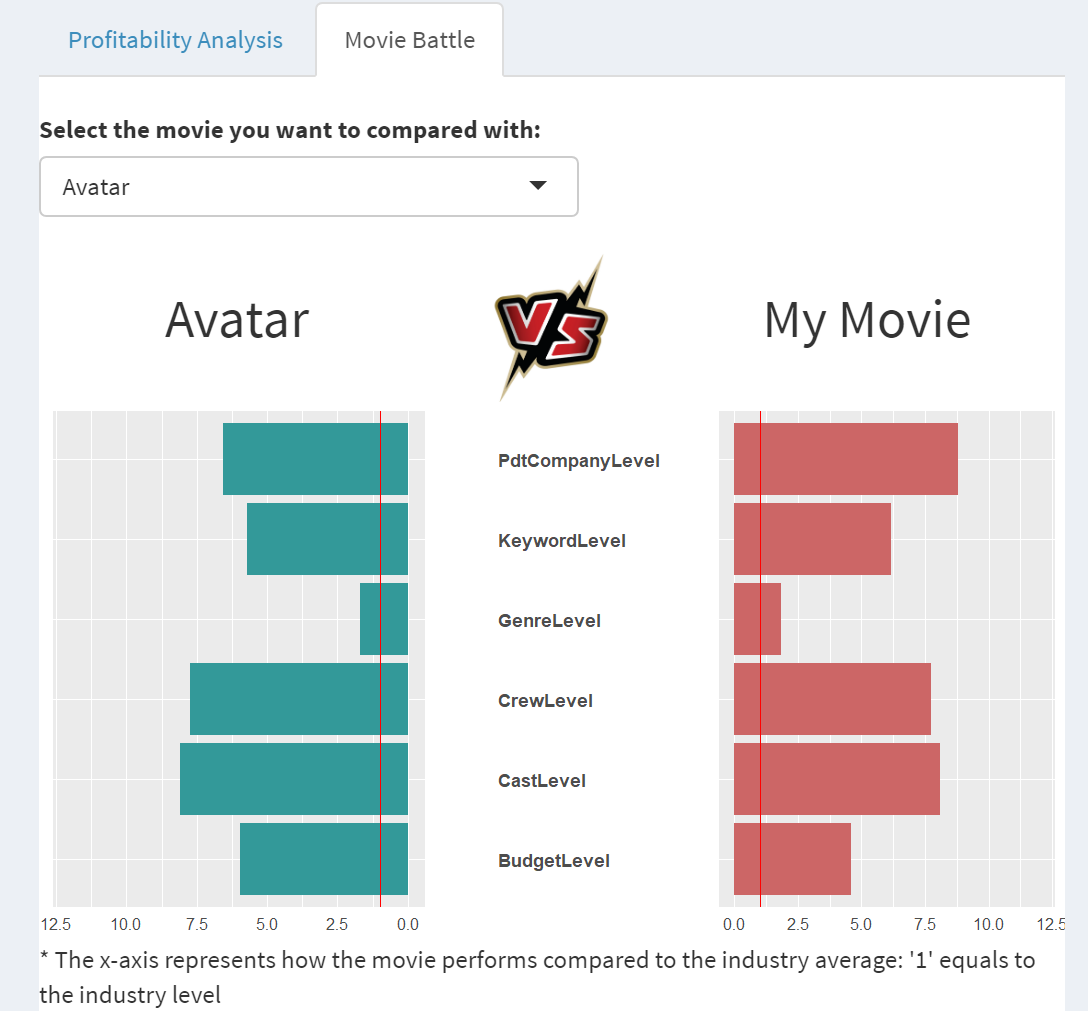 Profitability Analysis
Movie Battle
Select the movie you want to compared with:
Avatar
Avatar
VS
My Movie
PdtCompanyLevel
KeywordLevel
GenreLevel
CrewLevel
CastLevel
BudgetLevel
12.5 10.0 7.5 5.0 2.5 0.0
0.0 2.5 5.0 7.5 10.0 12.5
* The x-axis represents how the movie performs compared to the industry average: '1' equals to
the industry level